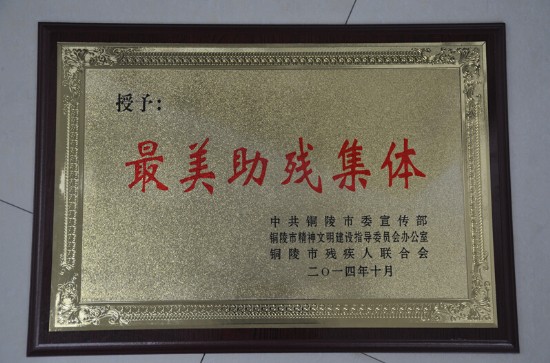 授予：
最美助残集体
中共铜陵市委宣传部
铜陵市精神文明建设指导委员会办公室
铜陵市残疾人联合会
二〇一四年十月